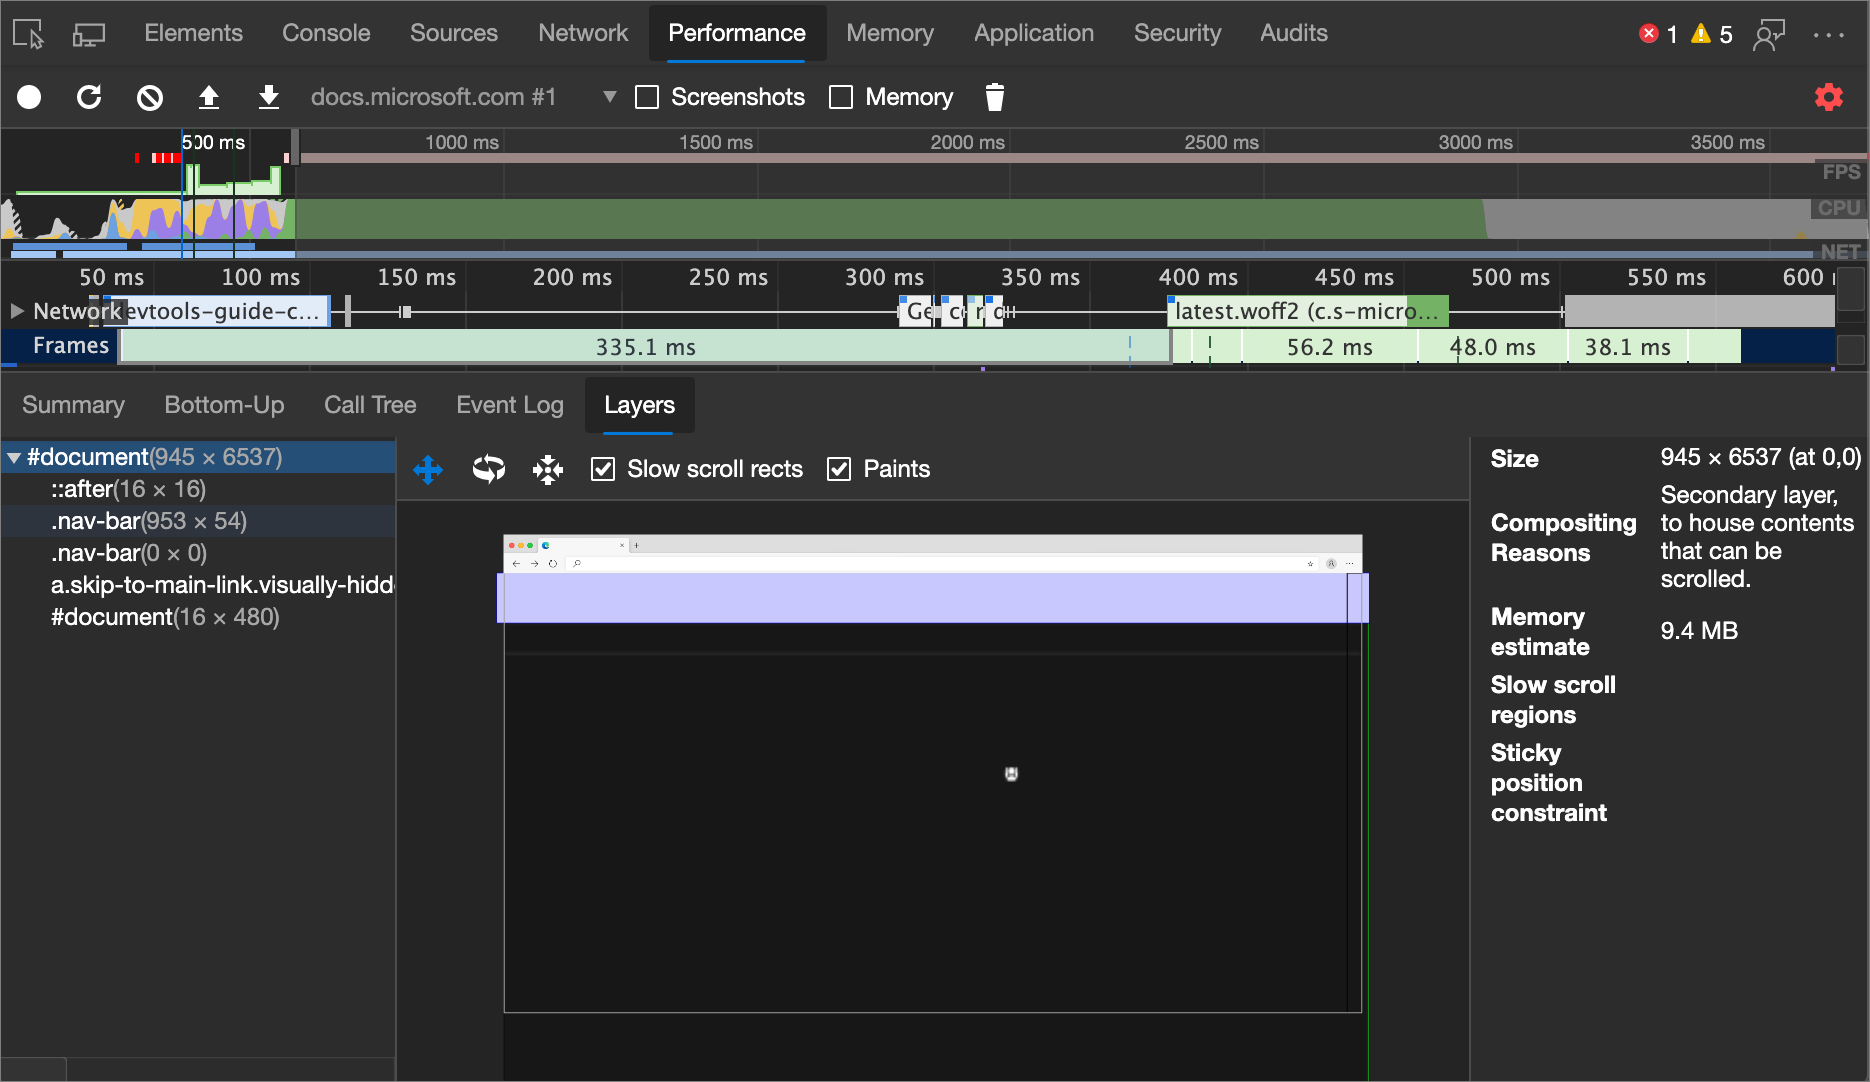 Elements Console Sources Network Performance Memory Application Security Audits 1 5
docs.microsoft.com #1 Screenshots Memory
500 ms 1000 ms 1500 ms 2000 ms 2500 ms 3000 ms 3500 ms
FPS
CPU
NET
50 ms 100 ms 150 ms 200 ms 250 ms 300 ms 350 ms 400 ms 450 ms 500 ms 550 ms 600
Network evtools-guide-c... Ge c r d latest.woff2 (c.s-micro...
Frames 335.1 ms 56.2 ms 48.0 ms 38.1 ms
Summary Bottom-Up Call Tree Event Log Layers
#document(945 × 6537)
::after(16 × 16)
.nav-bar(953 × 54)
.nav-bar(0 × 0)
a.skip-to-main-link.visually-hidd
#document(16 × 480)
Slow scroll rects Paints
Size 945 × 6537 (at 0,0)
Compositing Reasons Secondary layer,
to house contents
that can be
scrolled.
Memory
estimate 9.4 MB
Slow scroll
regions
Sticky
position
constraint